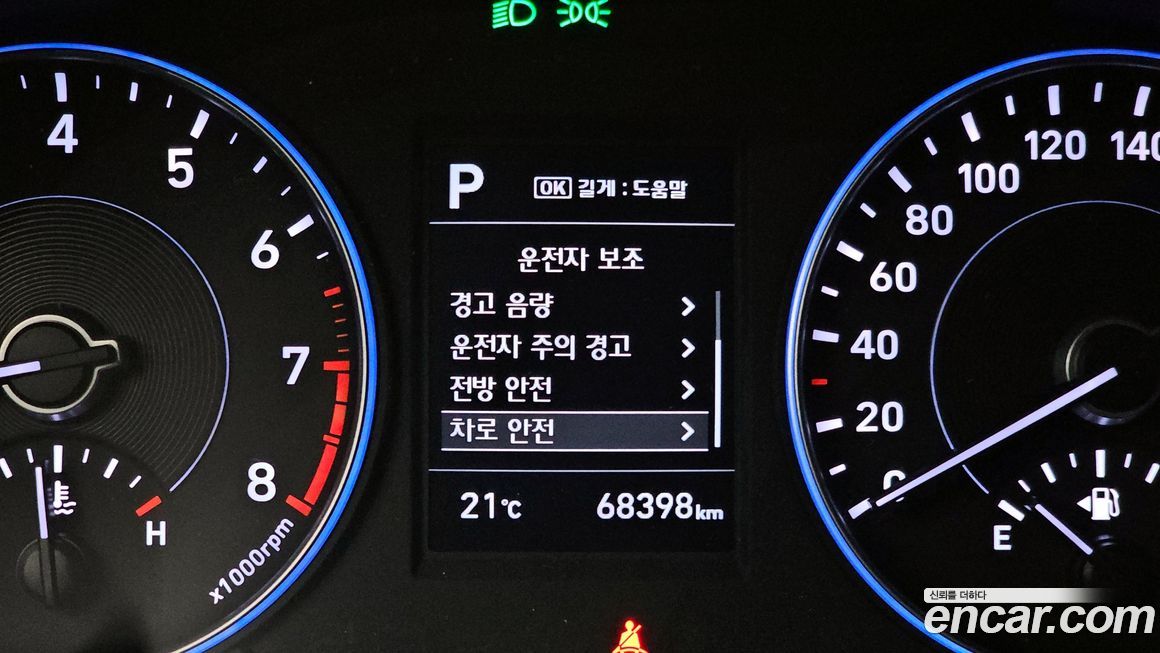 4
5
6
7
8
x1000rpm
H
P
OK 길게 : 도움말
운전자 보조
경고 음량
운전자 주의 경고
전방 안전
차로 안전
21℃ 68398km
0
20
40
60
80
100
120
140
E
신뢰를 더하다
encar.com